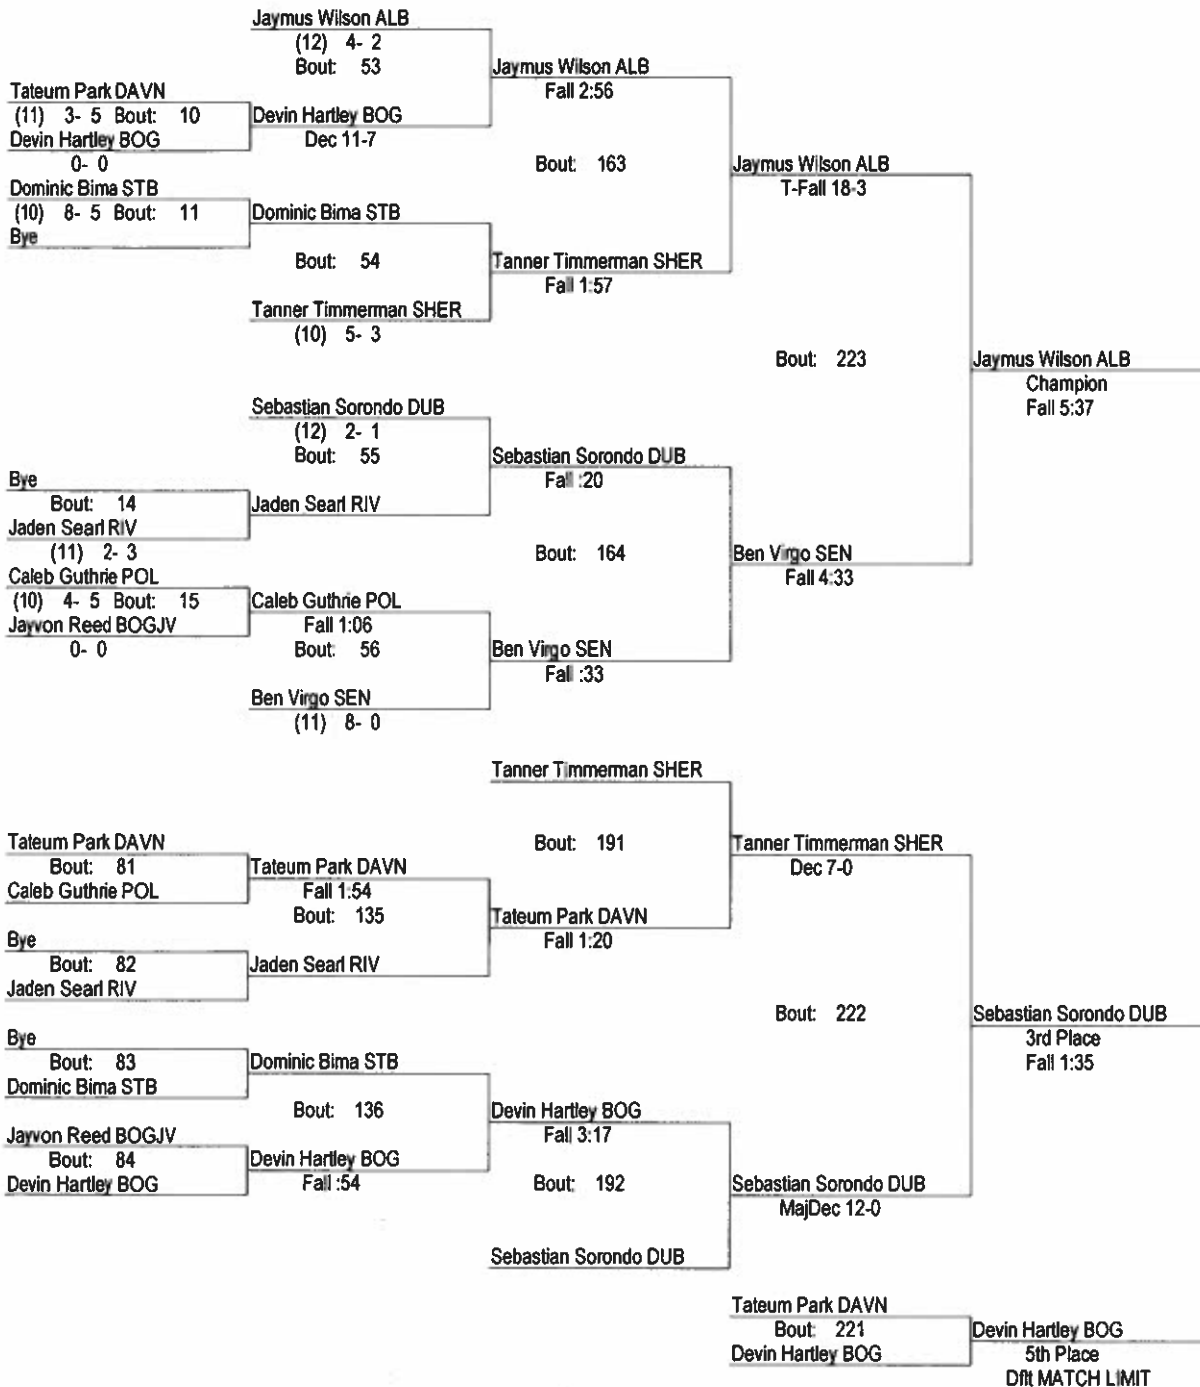 Jaymus Wilson ALB
(12) 4- 2
Bout: 53
Jaymus Wilson ALB
Fall 2:56
Tateum Park DAVN
(11) 3- 5 Bout: 10
Devin Hartley BOG
0- 0
Devin Hartley BOG
Dec 11-7
Bout: 163
Jaymus Wilson ALB
T-Fall 18-3
Dominic Bima STB
(10) 8- 5 Bout: 11
Bye
Dominic Bima STB
Bout: 54
Tanner Timmerman SHER
Fall 1:57
Tanner Timmerman SHER
(10) 5- 3
Bout: 223
Jaymus Wilson ALB
Champion
Fall 5:37
Sebastian Sorondo DUB
(12) 2- 1
Bout: 55
Sebastian Sorondo DUB
Fall :20
Bye
Bout: 14
Jaden Searl RIV
(11) 2- 3
Jaden Searl RIV
Bout: 164
Ben Virgo SEN
Fall 4:33
Caleb Guthrie POL
(10) 4- 5 Bout: 15
Jayvon Reed BOGJV
0- 0
Caleb Guthrie POL
Fall 1:06
Bout: 56
Ben Virgo SEN
Fall :33
Ben Virgo SEN
(11) 8- 0
Tanner Timmerman SHER
Bout: 191
Tanner Timmerman SHER
Dec 7-0
Tateum Park DAVN
Bout: 81
Caleb Guthrie POL
Tateum Park DAVN
Fall 1:54
Bout: 135
Tateum Park DAVN
Fall 1:20
Bye
Bout: 82
Jaden Searl RIV
Jaden Searl RIV
Bout: 222
Sebastian Sorondo DUB
3rd Place
Fall 1:35
Bye
Bout: 83
Dominic Bima STB
Dominic Bima STB
Bout: 136
Devin Hartley BOG
Fall 3:17
Jayvon Reed BOGJV
Bout: 84
Devin Hartley BOG
Devin Hartley BOG
Fall :54
Bout: 192
Sebastian Sorondo DUB
MajDec 12-0
Sebastian Sorondo DUB
Tateum Park DAVN
Bout: 221
Devin Hartley BOG
Devin Hartley BOG
5th Place
Dflt MATCH LIMIT